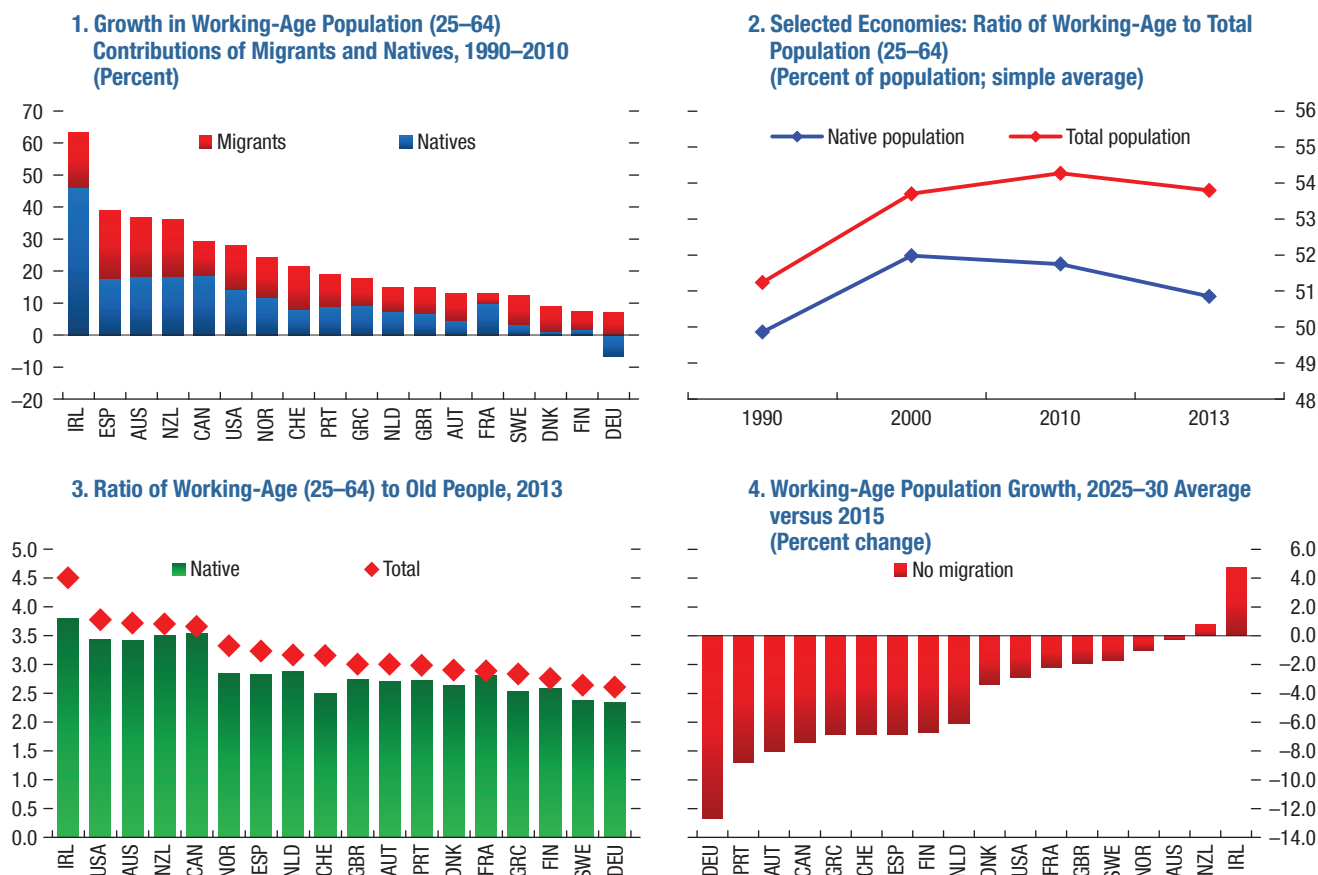 1. Growth in Working-Age Population (25–64)
Contributions of Migrants and Natives, 1990–2010
(Percent)
70
60
50
40
30
20
10
0
–10
–20
Migrants
Natives
IRL
ESP
AUS
NZL
CAN
USA
NOR
CHE
PRT
GRC
NLD
GBR
AUT
FRA
SWE
DNK
FIN
DEU
2. Selected Economies: Ratio of Working-Age to Total
Population (25–64)
(Percent of population; simple average)
Native population
Total population
56
55
54
53
52
51
50
49
48
1990
2000
2010
2013
3. Ratio of Working-Age (25–64) to Old People, 2013
5.0
4.5
4.0
3.5
3.0
2.5
2.0
1.5
1.0
0.5
0.0
Native
Total
IRL
USA
AUS
NZL
CAN
NOR
ESP
NLD
CHE
GBR
AUT
PRT
DNK
FRA
GRC
FIN
SWE
DEU
4. Working-Age Population Growth, 2025–30 Average
versus 2015
(Percent change)
No migration
6.0
4.0
2.0
0.0
–2.0
–4.0
–6.0
–8.0
–10.0
–12.0
–14.0
DEU
PRT
AUT
CAN
GRC
CHE
ESP
FIN
NLD
DNK
USA
FRA
GBR
SWE
NOR
AUS
NZL
IRL